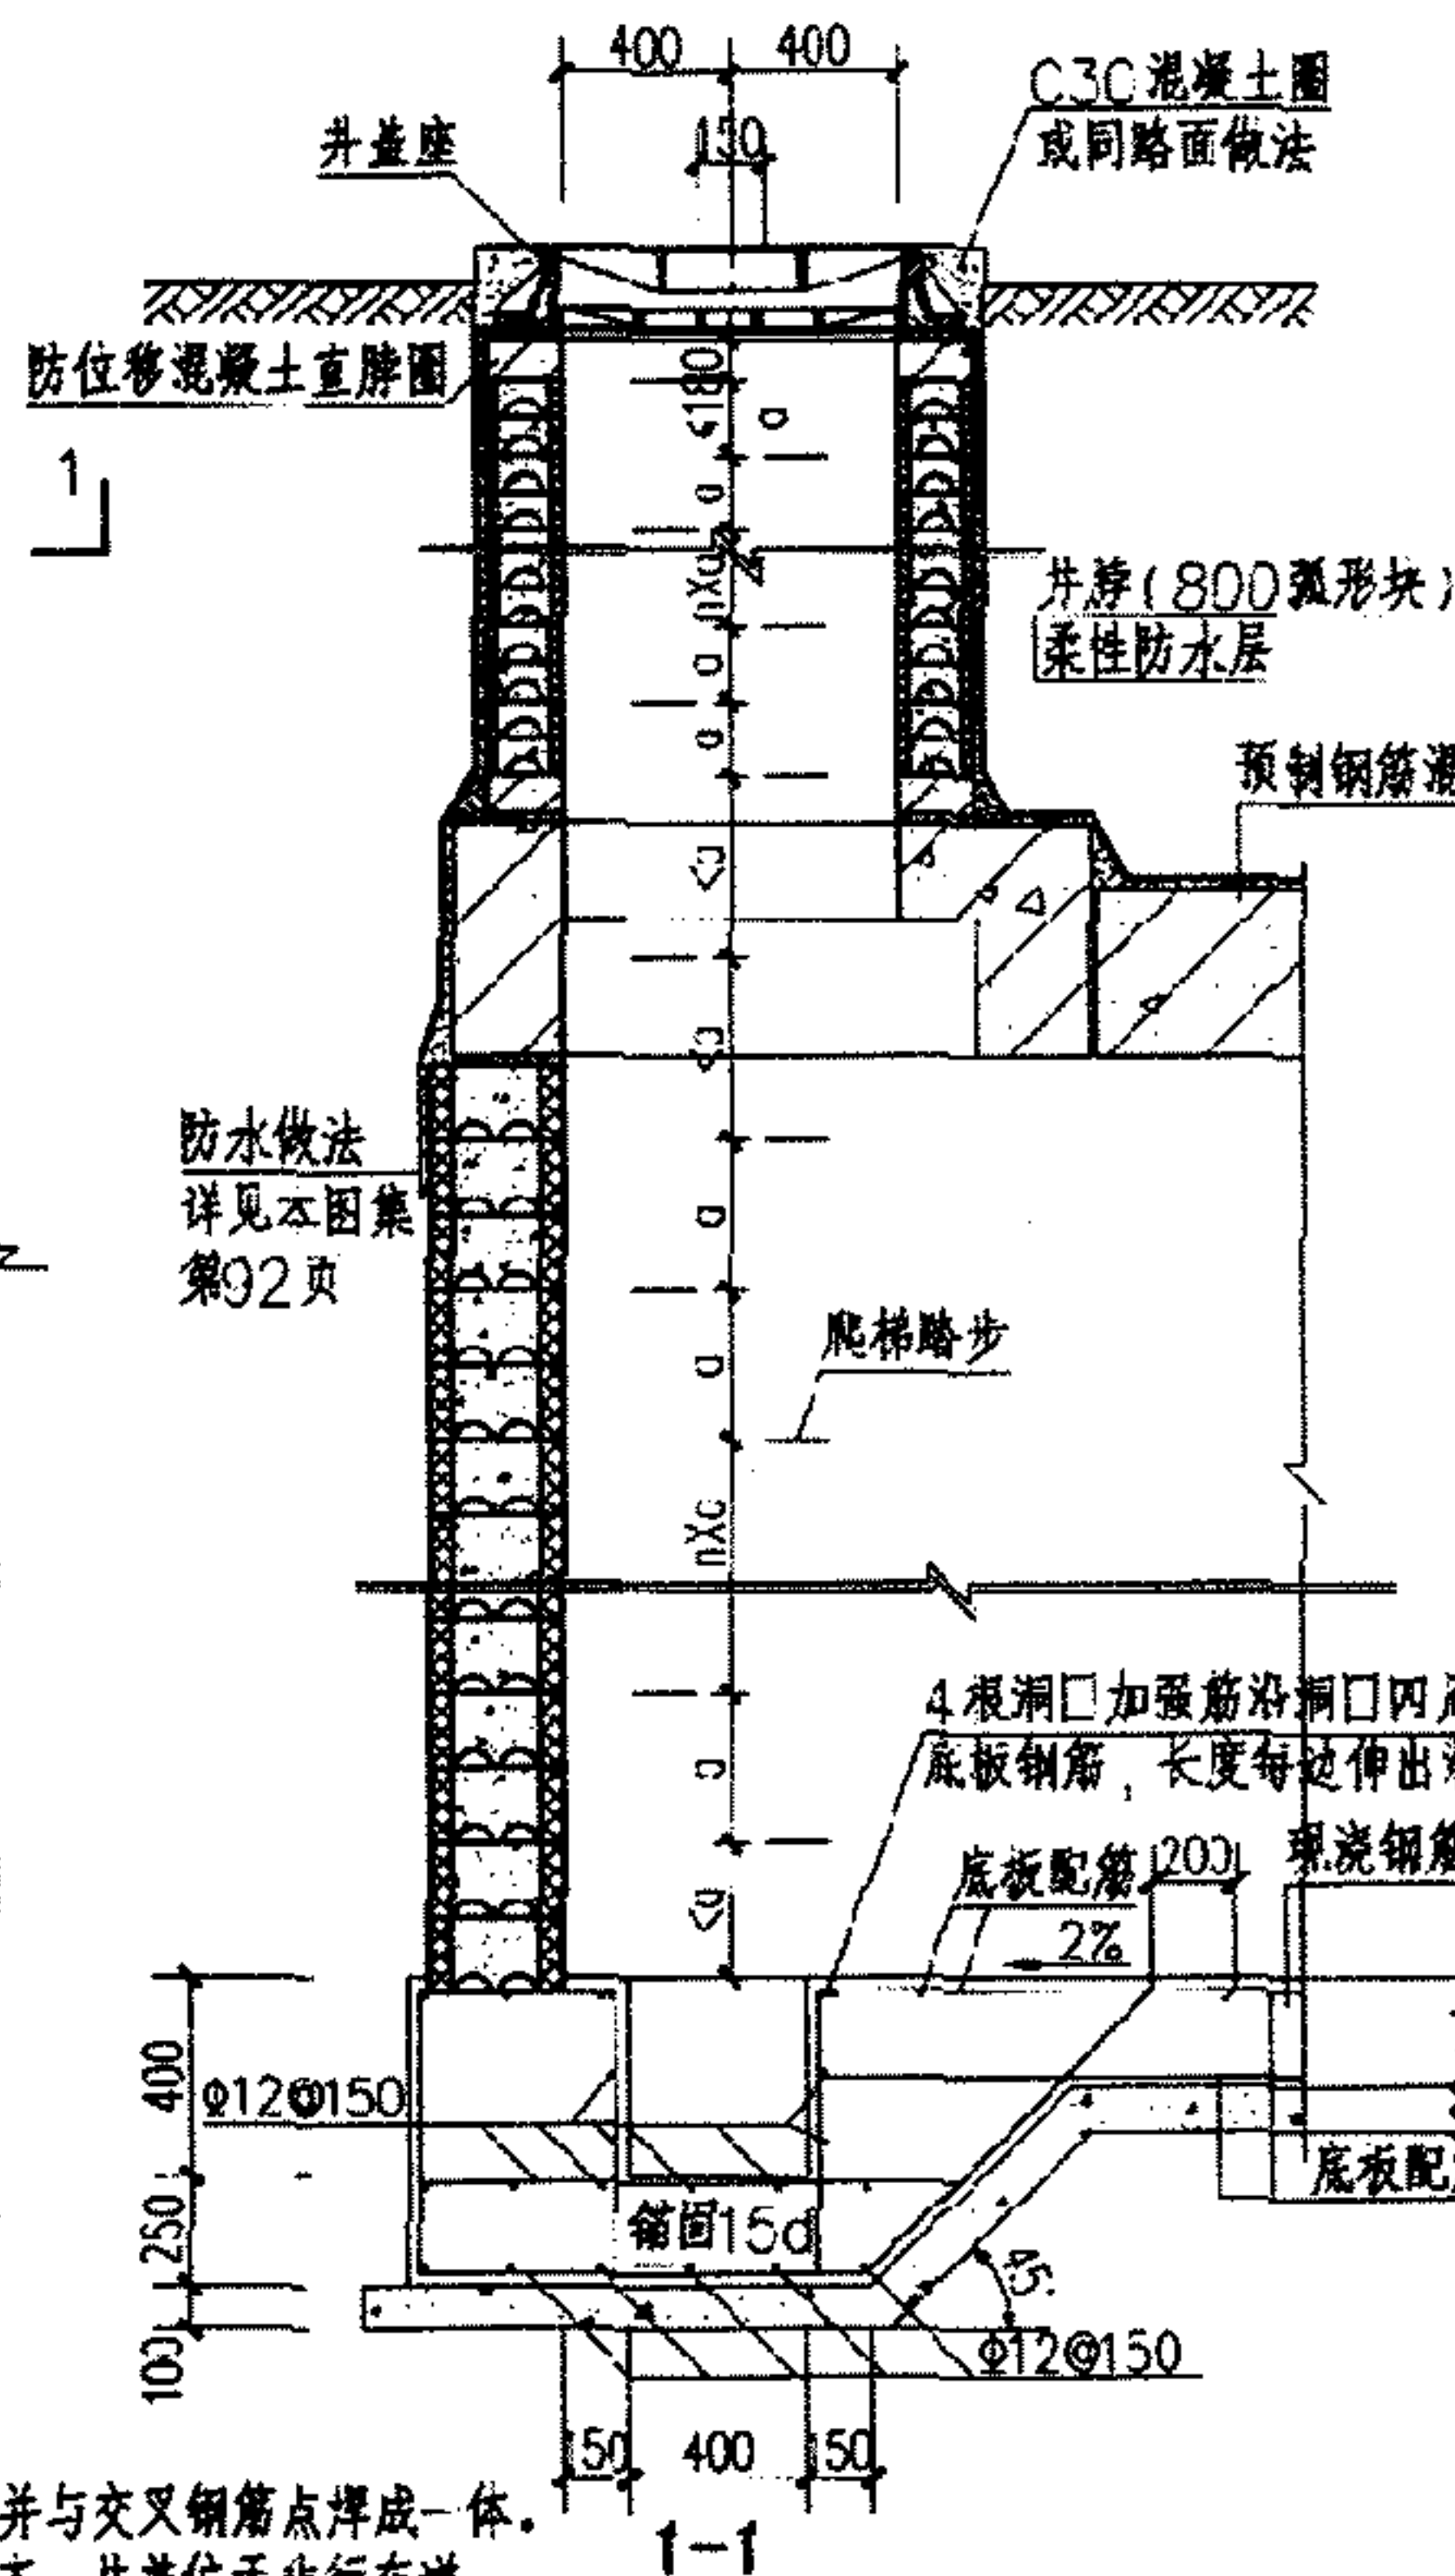 400
400
C30混凝土圈
或同路面做法
井盖座
150
防位移混凝土直脖圈
≤180
a
1
a
nXa
井脖(800弧形块)
柔性防水层
a
a
预制钢筋混
≤a
防水做法
详见本图集
第92页
a
a
爬梯踏步
nXa
4根洞口加强筋沿洞口四周
底板钢筋，长度每边伸出
a
底板配筋
200
现浇钢筋
≤a
2%
400
Φ12@150
底板配
250
锚固15d
45°
100
Φ12@150
150
400
150
并与交叉钢筋点焊成一体。
1-1